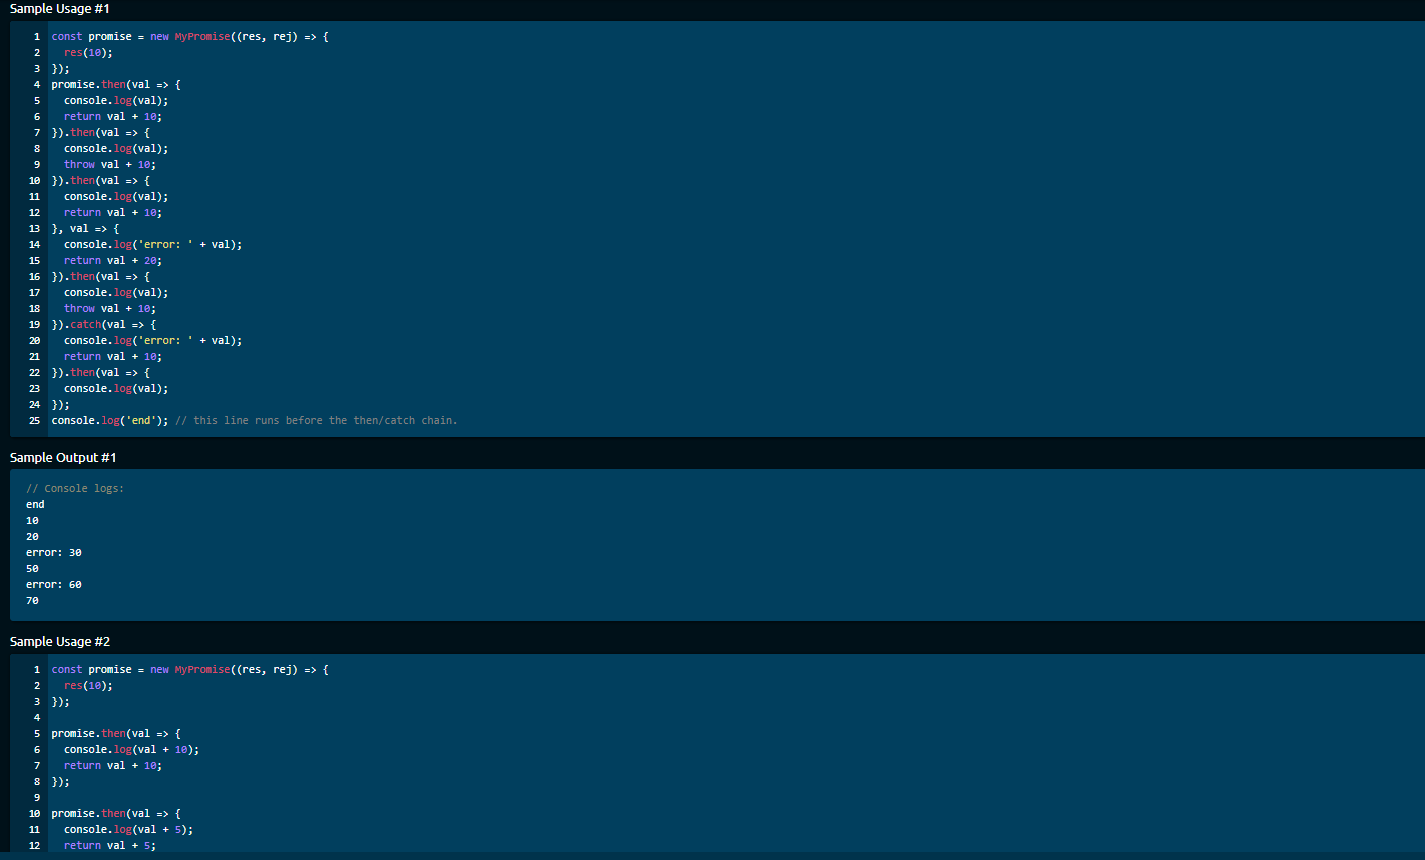 Sample Usage #1
1 const promise = new MyPromise((res, rej) => {
2   res(10);
3 });
4 promise.then(val => {
5   console.log(val);
6   return val + 10;
7 }).then(val => {
8   console.log(val);
9   throw val + 10;
10 }).then(val => {
11   console.log(val);
12   return val + 10;
13 }, val => {
14   console.log('error: ' + val);
15   return val + 20;
16 }).then(val => {
17   console.log(val);
18   throw val + 10;
19 }).catch(val => {
20   console.log('error: ' + val);
21   return val + 10;
22 }).then(val => {
23   console.log(val);
24 });
25 console.log('end'); // this line runs before the then/catch chain.
Sample Output #1
// Console logs:
end
10
20
error: 30
50
error: 60
70
Sample Usage #2
1 const promise = new MyPromise((res, rej) => {
2   res(10);
3 });
4
5 promise.then(val => {
6   console.log(val + 10);
7   return val + 10;
8 });
9
10 promise.then(val => {
11   console.log(val + 5);
12   return val + 5;